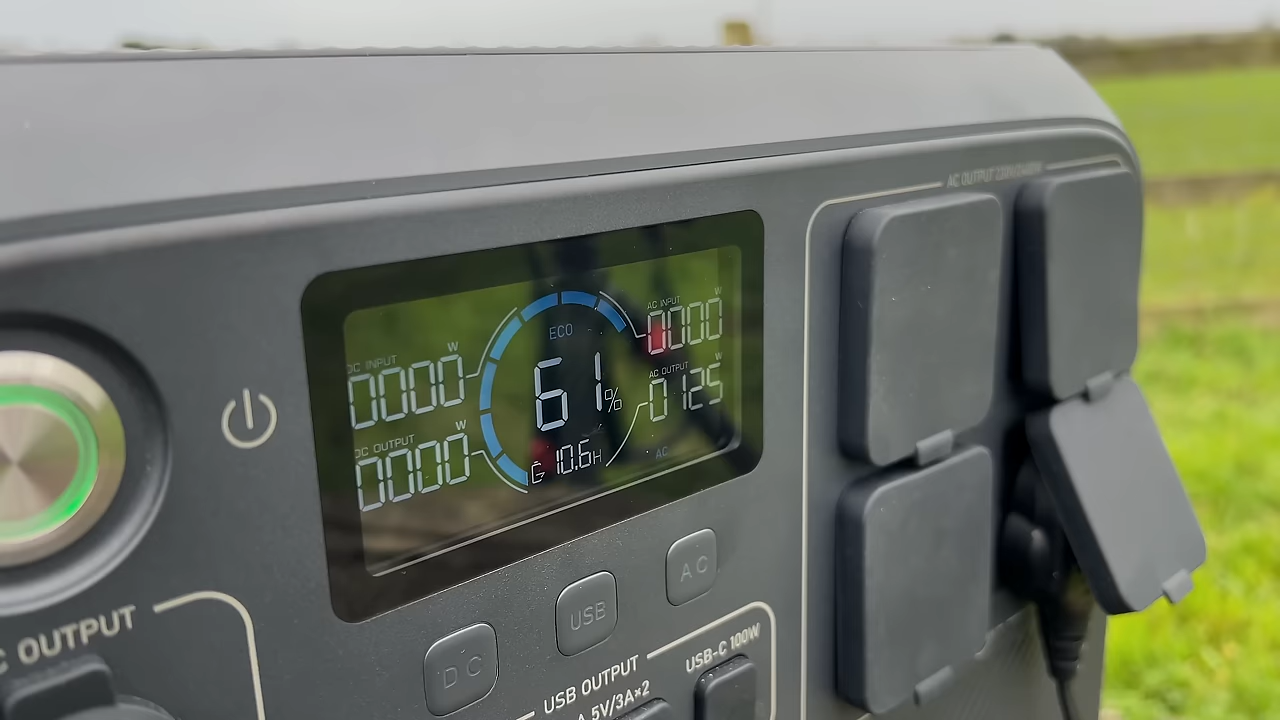 AC OUTPUT
ECO
AC INPUT
W
0000
DC INPUT
W
0000
61%
AC OUTPUT
W
0125
DC OUTPUT
W
0000
10.6H
AC
AC
USB
DC
C OUTPUT
USB OUTPUT
USB-C 100W
A 5V/3A×2